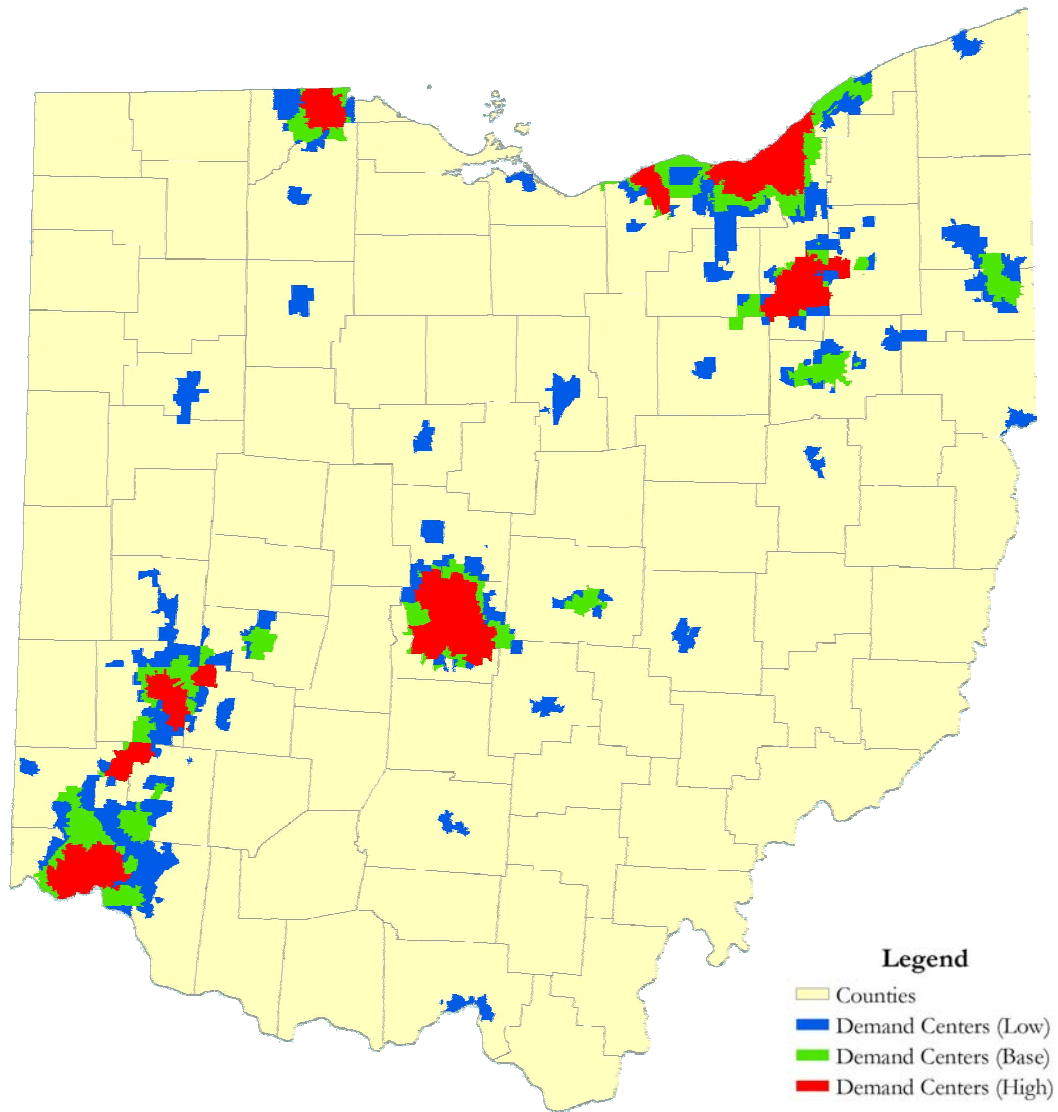 Legend
Counties
Demand Centers (Low)
Demand Centers (Base)
Demand Centers (High)